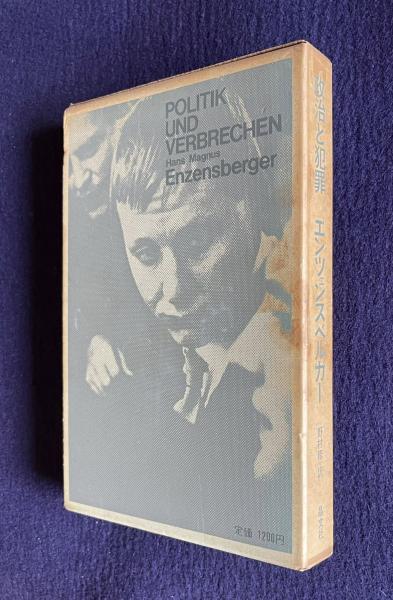 POLITIK
UND
VERBRECHEN
Hans Magnus
Enzensberger
定価 1200円
政治と犯罪 エンツェンスベルガー